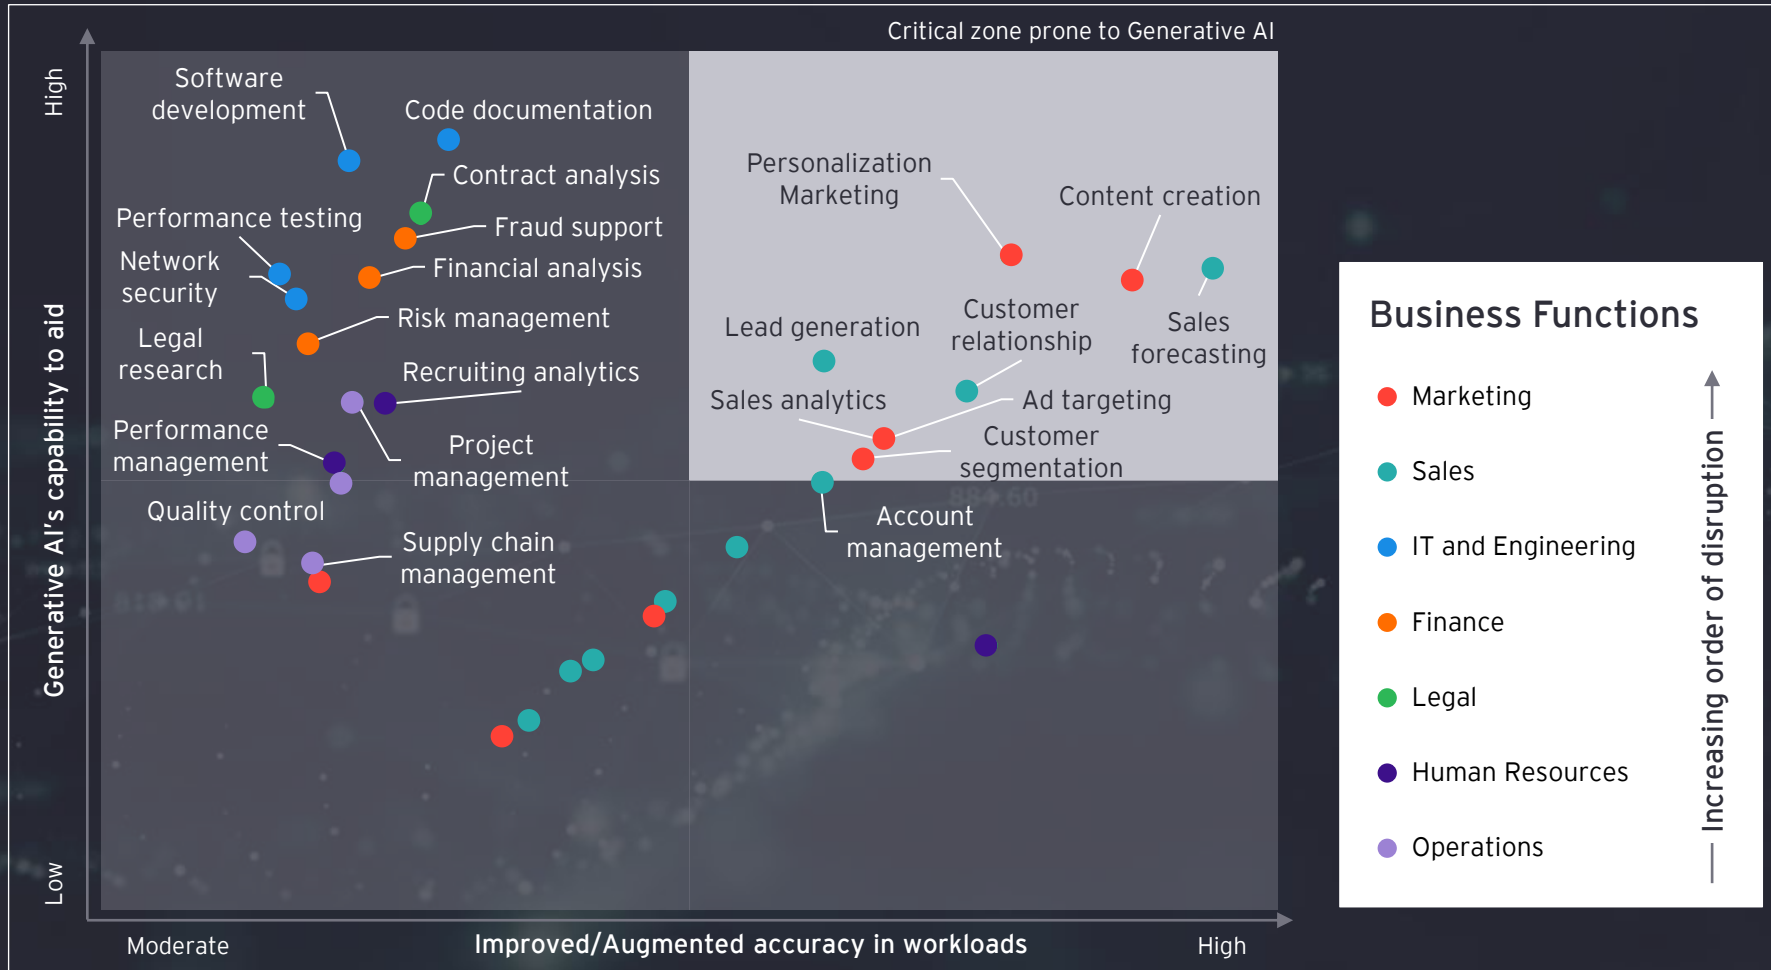 Critical zone prone to Generative AI
High
Software
development
Code documentation
Contract analysis
Personalization
Marketing
Content creation
Performance testing
Fraud support
Network
security
Financial analysis
Risk management
Legal
research
Recruiting analytics
Lead generation
Customer
relationship
Sales
forecasting
Sales analytics
Ad targeting
Performance
management
Project
management
Customer
segmentation
Quality control
Account
management
Supply chain
management
884.60
Generative AI's capability to aid
Low
Moderate
Improved/Augmented accuracy in workloads
High
Business Functions
Marketing
Sales
IT and Engineering
Finance
Legal
Human Resources
Operations
Increasing order of disruption